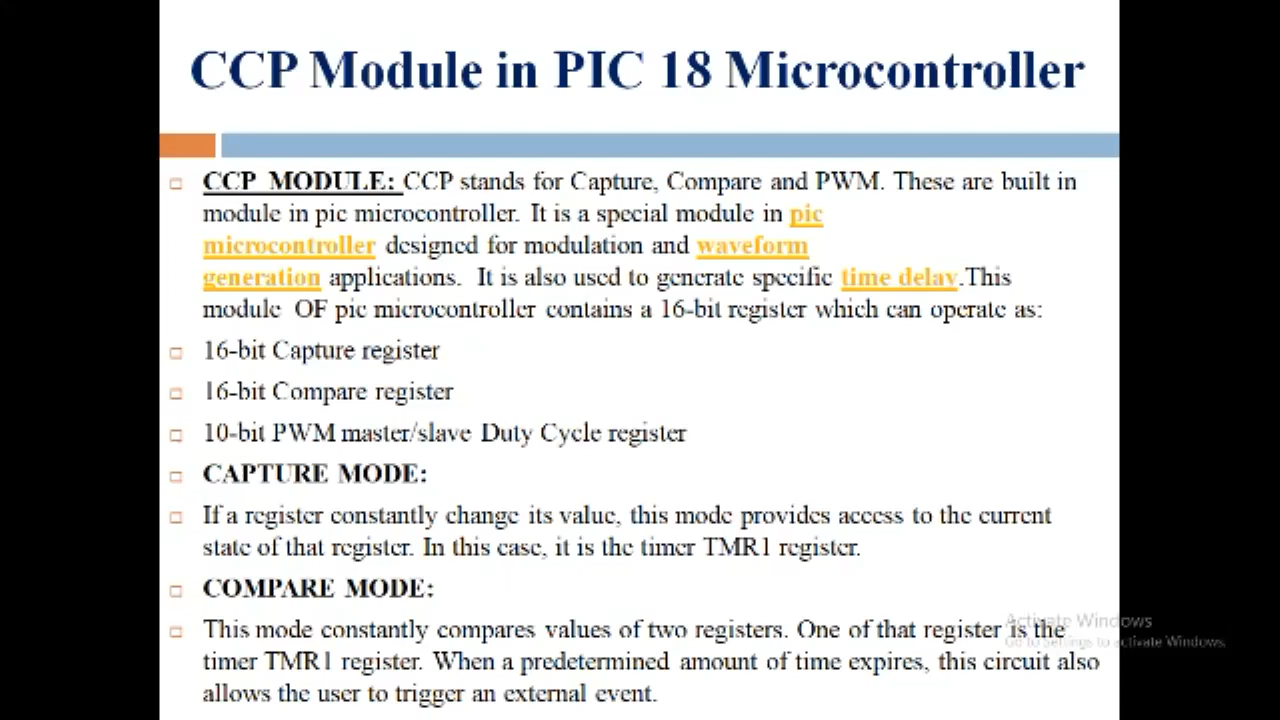 CCP Module in PIC 18 Microcontroller
CCP MODULE: CCP stands for Capture, Compare and PWM. These are built in
module in pic microcontroller. It is a special module in pic
microcontroller designed for modulation and waveform
generation applications. It is also used to generate specific time delay.This
module OF pic microcontroller contains a 16-bit register which can operate as:
16-bit Capture register
16-bit Compare register
10-bit PWM master/slave Duty Cycle register
CAPTURE MODE:
If a register constantly change its value, this mode provides access to the current
state of that register. In this case, it is the timer TMR1 register.
COMPARE MODE:
This mode constantly compares values of two registers. One of that register is the
timer TMR1 register. When a predetermined amount of time expires, this circuit also
allows the user to trigger an external event.
Activate Windows
Go to Settings to activate Windows.